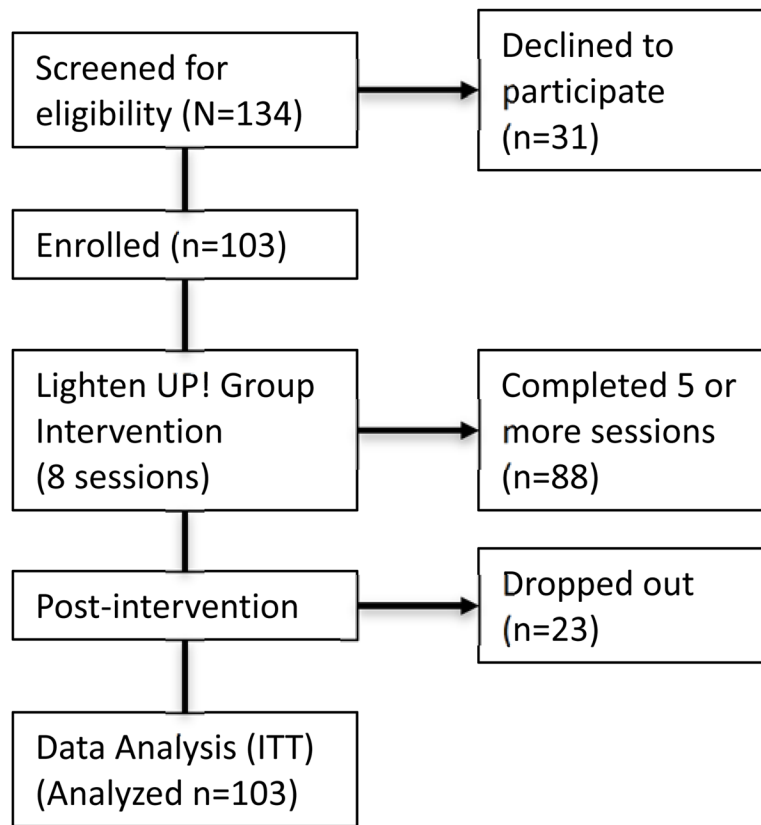 Screened for
eligibility (N=134)
Declined to
participate
(n=31)
Enrolled (n=103)
Lighten UP! Group
Intervention
(8 sessions)
Completed 5 or
more sessions
(n=88)
Post-intervention
Dropped out
(n=23)
Data Analysis (ITT)
(Analyzed n=103)